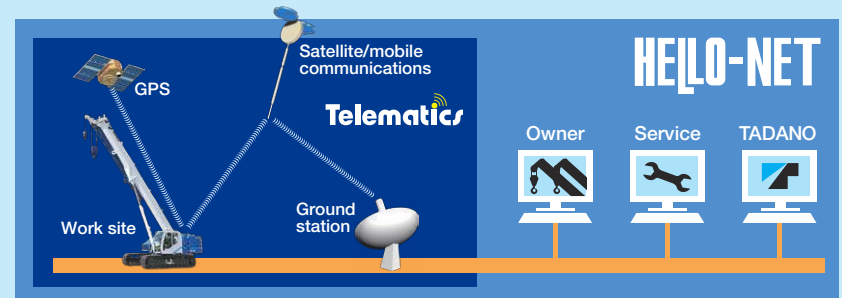 HELLO-NET
Satellite/mobile
communications
GPS
Telematics
Owner
Service
TADANO
Work site
Ground
station